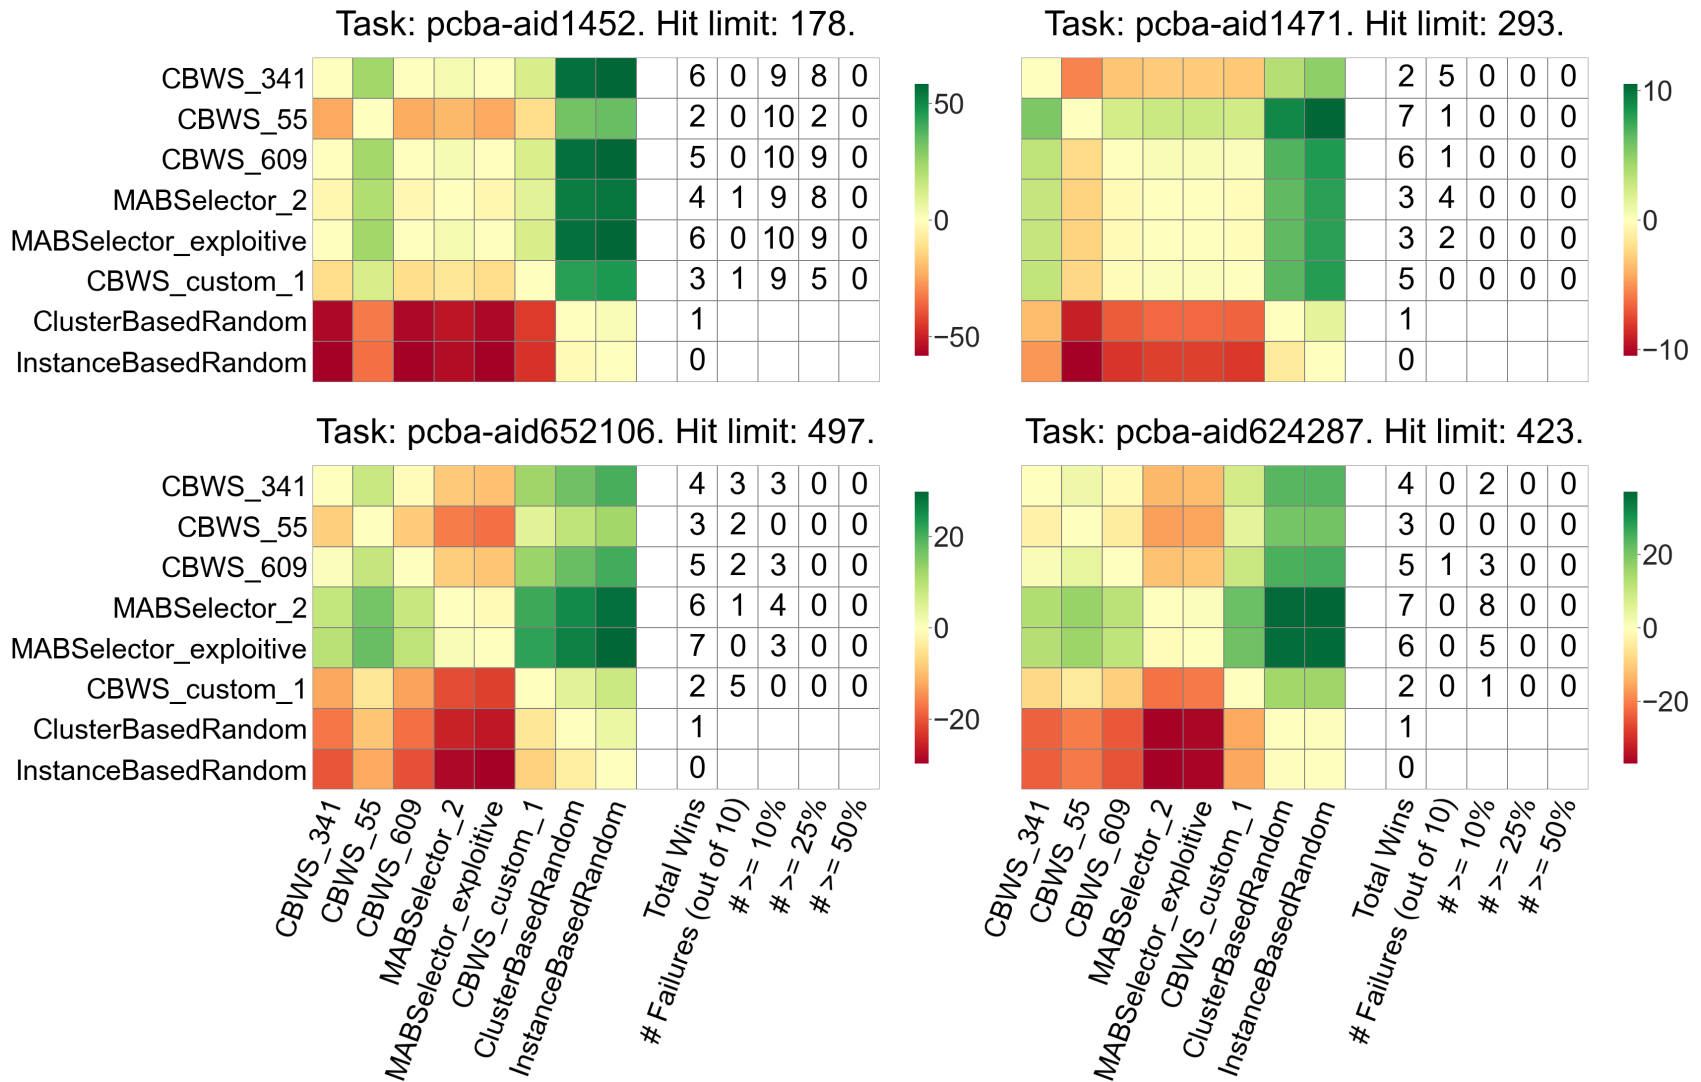 Task: pcba-aid1452. Hit limit: 178.
CBWS_341 6 0 9 8 0
CBWS_55 2 0 10 2 0
CBWS_609 5 0 10 9 0
MABSelector_2 4 1 9 8 0
MABSelector_exploitive 6 0 10 9 0
CBWS_custom_1 3 1 9 5 0
ClusterBasedRandom 1
InstanceBasedRandom 0
50
0
−50
Task: pcba-aid1471. Hit limit: 293.
2 5 0 0 0
7 1 0 0 0
6 1 0 0 0
3 4 0 0 0
3 2 0 0 0
5 0 0 0 0
1
0
10
0
−10
Task: pcba-aid652106. Hit limit: 497.
CBWS_341 4 3 3 0 0
CBWS_55 3 2 0 0 0
CBWS_609 5 2 3 0 0
MABSelector_2 6 1 4 0 0
MABSelector_exploitive 7 0 3 0 0
CBWS_custom_1 2 5 0 0 0
ClusterBasedRandom 1
InstanceBasedRandom 0
20
0
−20
CBWS_341
CBWS_55
CBWS_609
MABSelector_2
MABSelector_exploitive
CBWS_custom_1
ClusterBasedRandom
InstanceBasedRandom
Total Wins
# Failures (out of 10)
# >= 10%
# >= 25%
# >= 50%
Task: pcba-aid624287. Hit limit: 423.
4 0 2 0 0
3 0 0 0 0
5 1 3 0 0
7 0 8 0 0
6 0 5 0 0
2 0 1 0 0
1
0
20
0
−20
CBWS_341
CBWS_55
CBWS_609
MABSelector_2
MABSelector_exploitive
CBWS_custom_1
ClusterBasedRandom
InstanceBasedRandom
Total Wins
# Failures (out of 10)
# >= 10%
# >= 25%
# >= 50%